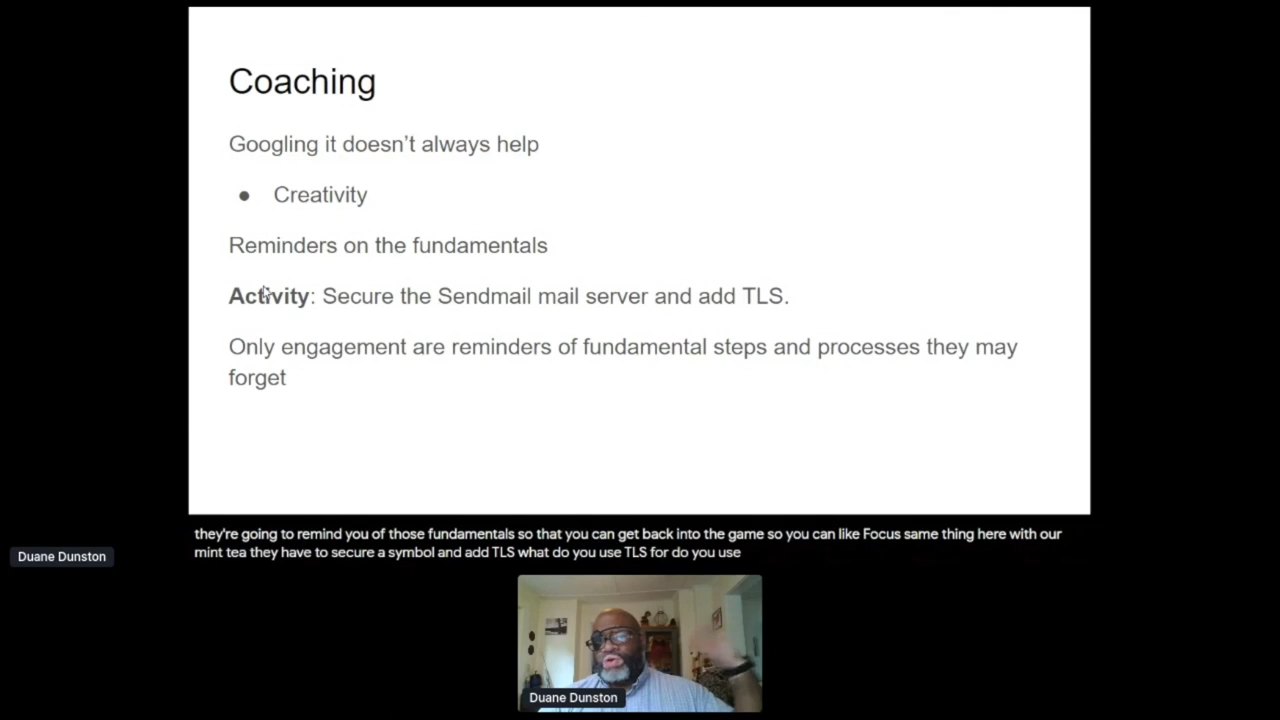 Coaching
Googling it doesn't always help
● Creativity
Reminders on the fundamentals
Activity: Secure the Sendmail mail server and add TLS.
Only engagement are reminders of fundamental steps and processes they may
forget
they're going to remind you of those fundamentals so that you can get back into the game so you can like Focus same thing here with our
mint tea they have to secure a symbol and add TLS what do you use TLS for do you use
Duane Dunston
Duane Dunston